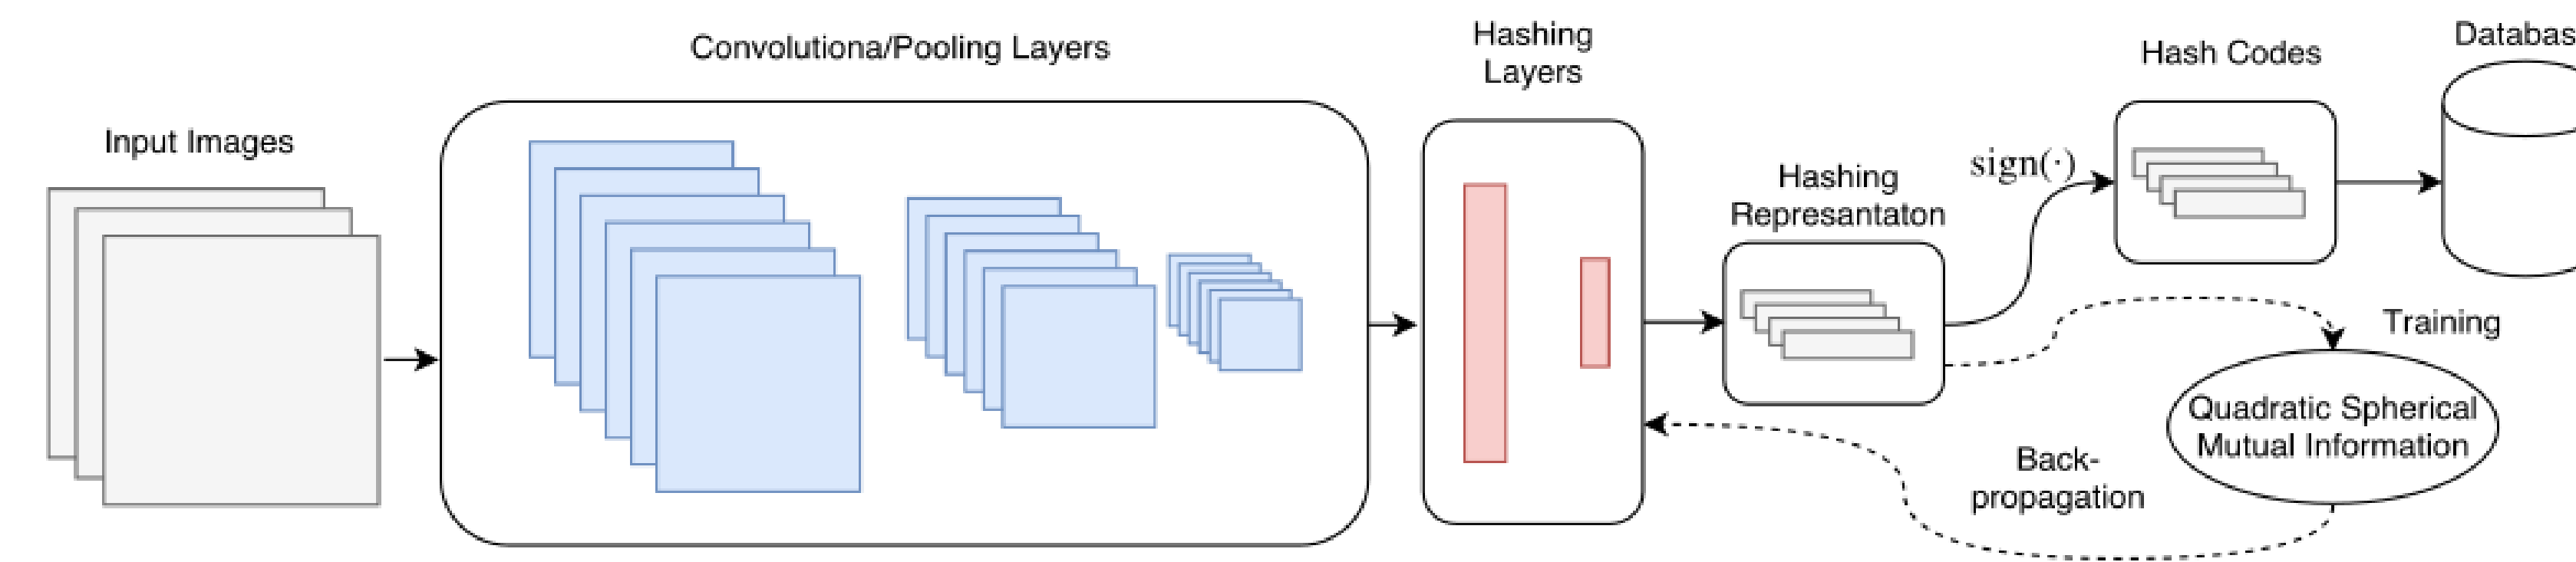 Input Images
Convolutiona/Pooling Layers
Hashing
Layers
Hashing
Represantaton
sign(·)
Hash Codes
Databas
Training
Quadratic Spherical
Mutual Information
Back-
propagation